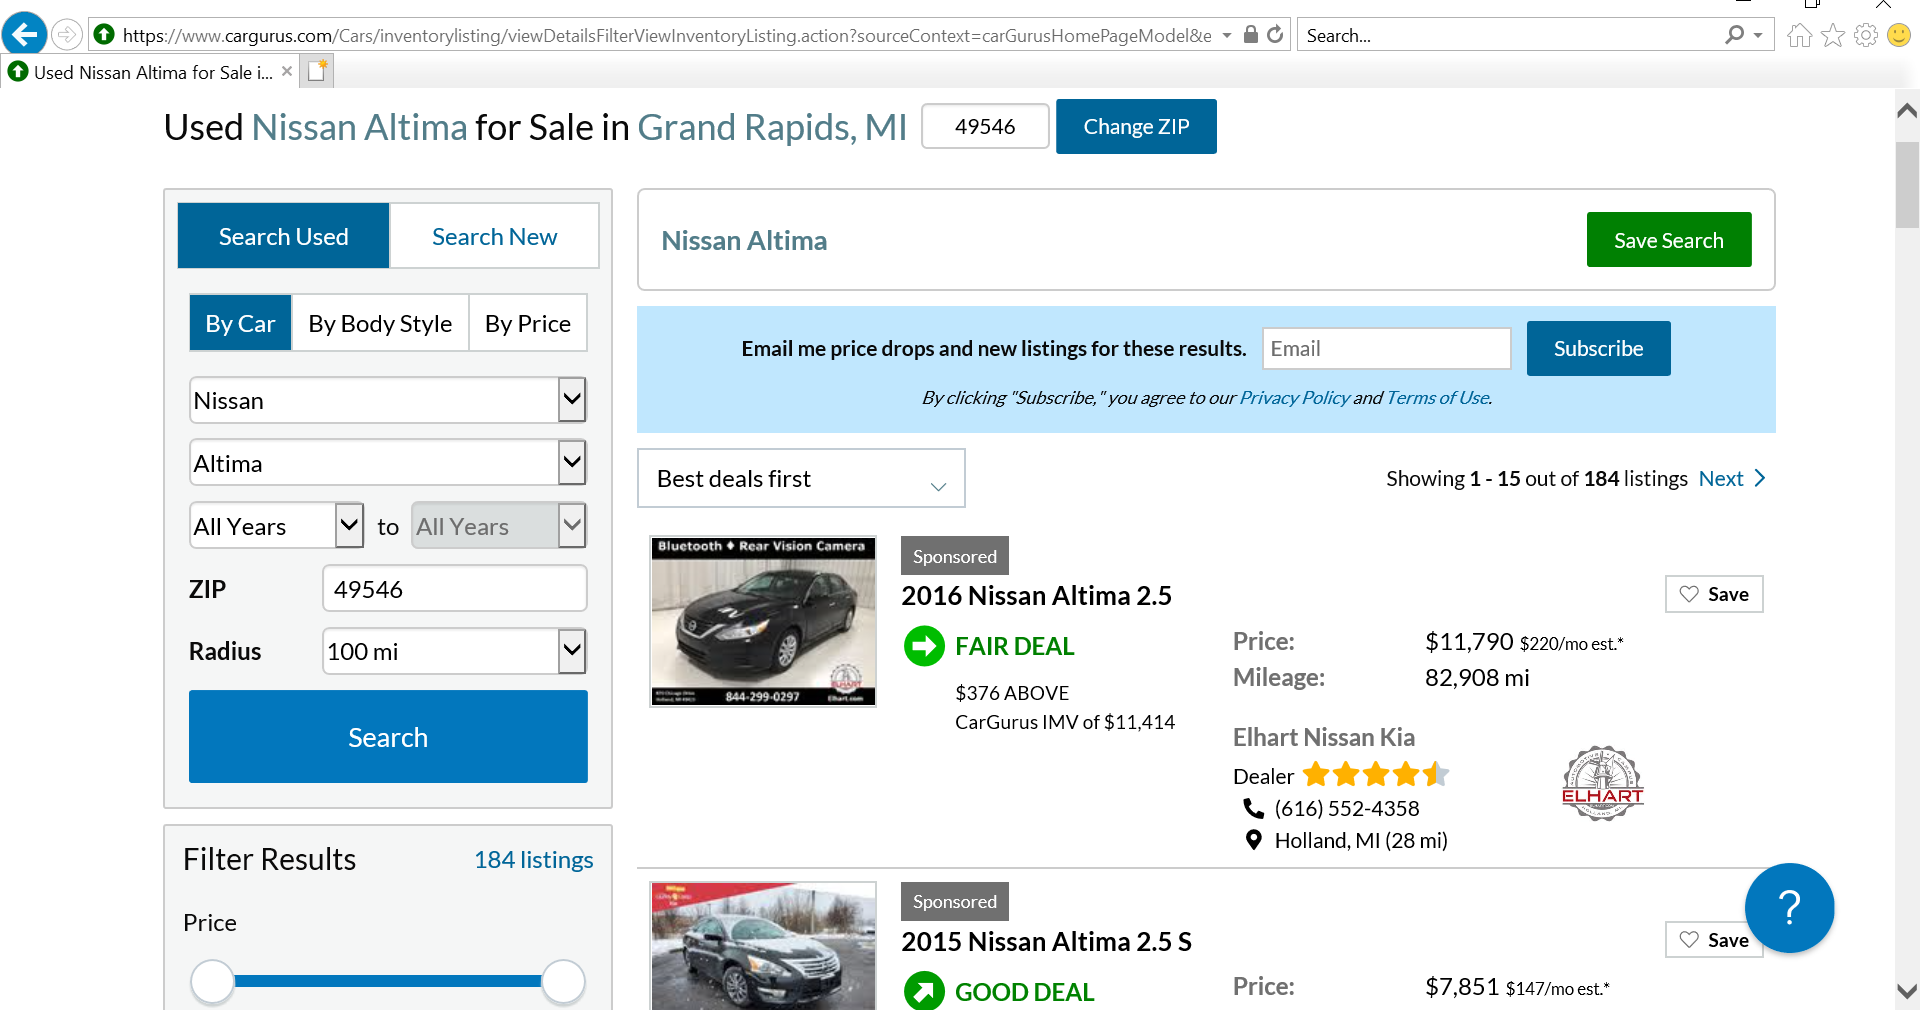 https://www.cargurus.com/Cars/inventorylisting/viewDetailsFilterViewInventoryListing.action?sourceContext=carGurusHomePageModel&e
Search...
Used Nissan Altima for Sale i...
Used Nissan Altima for Sale in Grand Rapids, MI
49546
Change ZIP
Search Used
Search New
By Car
By Body Style
By Price
Nissan
Altima
All Years to All Years
ZIP
49546
Radius
100 mi
Search
Filter Results
184 listings
Price
Nissan Altima
Save Search
Email me price drops and new listings for these results.
Email
Subscribe
By clicking "Subscribe," you agree to our Privacy Policy and Terms of Use.
Best deals first
Showing 1 - 15 out of 184 listings
Next
Bluetooth ♦ Rear Vision Camera
844-299-0297
Elhart.com
Sponsored
2016 Nissan Altima 2.5
Save
FAIR DEAL
$376 ABOVE
CarGurus IMV of $11,414
Price:
$11,790 $220/mo est.*
Mileage:
82,908 mi
Elhart Nissan Kia
Dealer
(616) 552-4358
Holland, MI (28 mi)
ELHART
Sponsored
2015 Nissan Altima 2.5 S
Save
GOOD DEAL
Price:
$7,851 $147/mo est.*
?